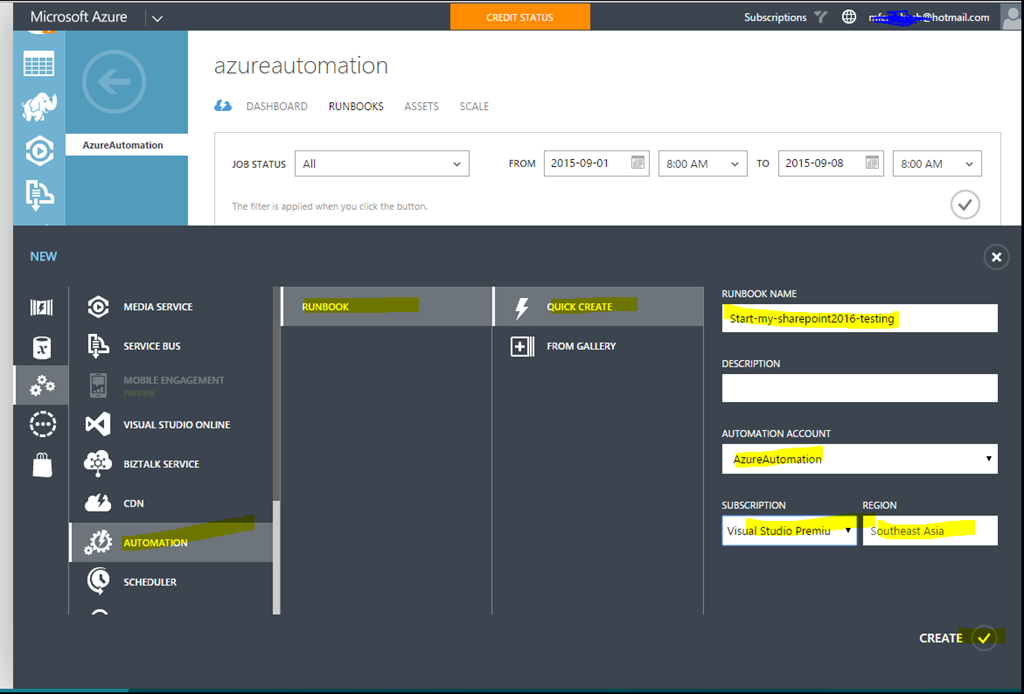 Microsoft Azure
CREDIT STATUS
Subscriptions
@hotmail.com
azureautomation
DASHBOARD RUNBOOKS ASSETS SCALE
AzureAutomation
JOB STATUS All FROM 2015-09-01 8:00 AM TO 2015-09-08 8:00 AM
The filter is applied when you click the button.
NEW
MEDIA SERVICE
SERVICE BUS
MOBILE ENGAGEMENT
PREVIEW
VISUAL STUDIO ONLINE
BIZTALK SERVICE
CDN
AUTOMATION
SCHEDULER
RUNBOOK
QUICK CREATE
FROM GALLERY
RUNBOOK NAME
Start-my-sharepoint2016-testing
DESCRIPTION
AUTOMATION ACCOUNT
AzureAutomation
SUBSCRIPTION REGION
Visual Studio Premiu Southeast Asia
CREATE